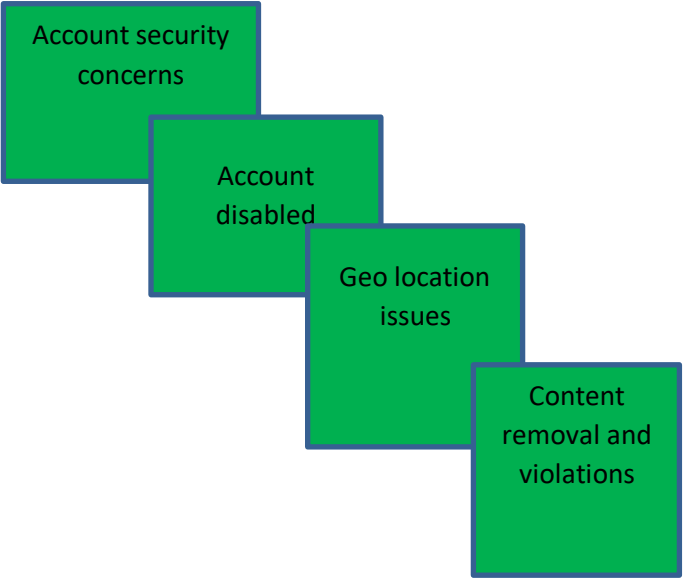 Account security
concerns
Account
disabled
Geo location
issues
Content
removal and
violations